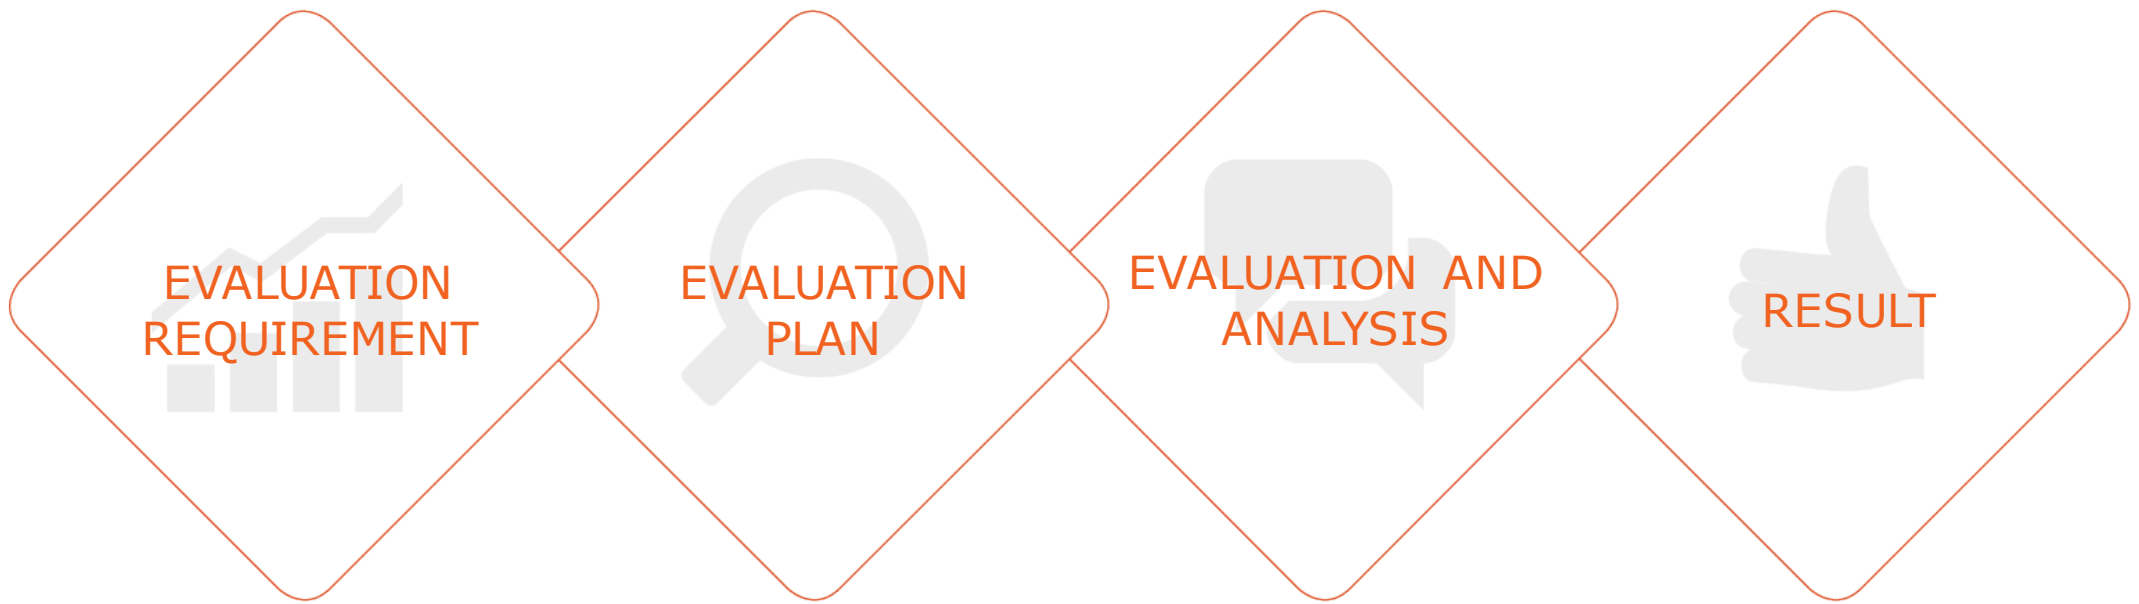 EVALUATION
REQUIREMENT
EVALUATION
PLAN
EVALUATION AND
ANALYSIS
RESULT